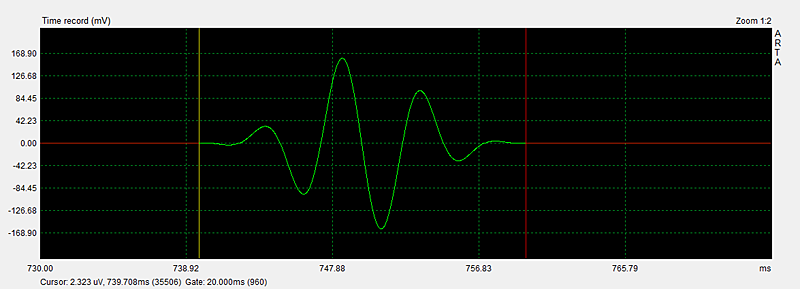 Time record (mV)
Zoom 1:2
A
R
T
A
168.90
126.68
84.45
42.23
0.00
-42.23
-84.45
-126.68
-168.90
730.00
738.92
747.88
756.83
765.79
ms
Cursor: 2.323 uV, 739.708ms (35506) Gate: 20.000ms (960)